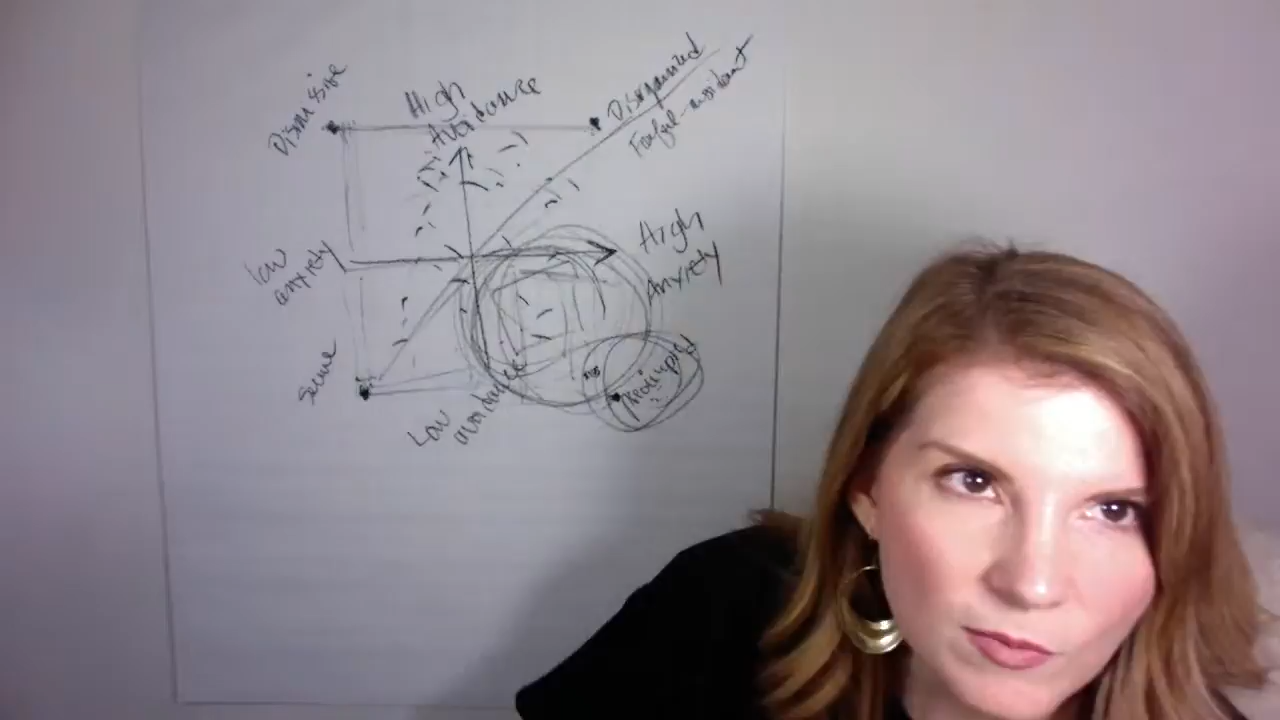 Dismissive
High
Avoidance
Disorganized
Fearful-avoidant
low
anxiety
High
Anxiety
Secure
Low
avoidance
Preoccupied